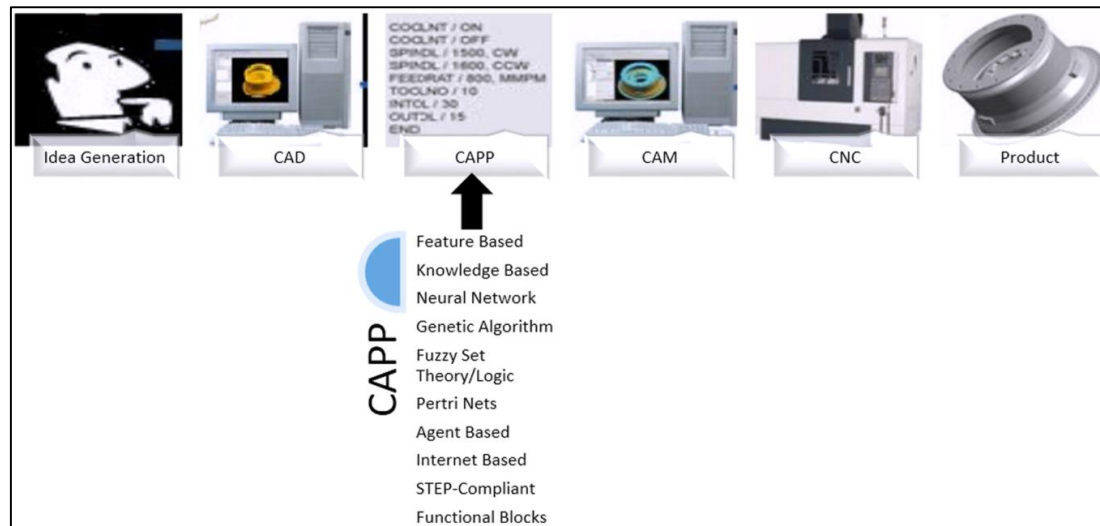 COOLNT / ON
COOLNT / OFF
SPINDL / 1500, CW
SPINDL / 1600, CCW
FEEDRAT / 800, MMPM
TOOLNO / 10
INTOL / 30
OUTOL / 15
END
Idea Generation
CAD
CAPP
CAM
CNC
Product
CAPP
Feature Based
Knowledge Based
Neural Network
Genetic Algorithm
Fuzzy Set
Theory/Logic
Pertri Nets
Agent Based
Internet Based
STEP-Compliant
Functional Blocks